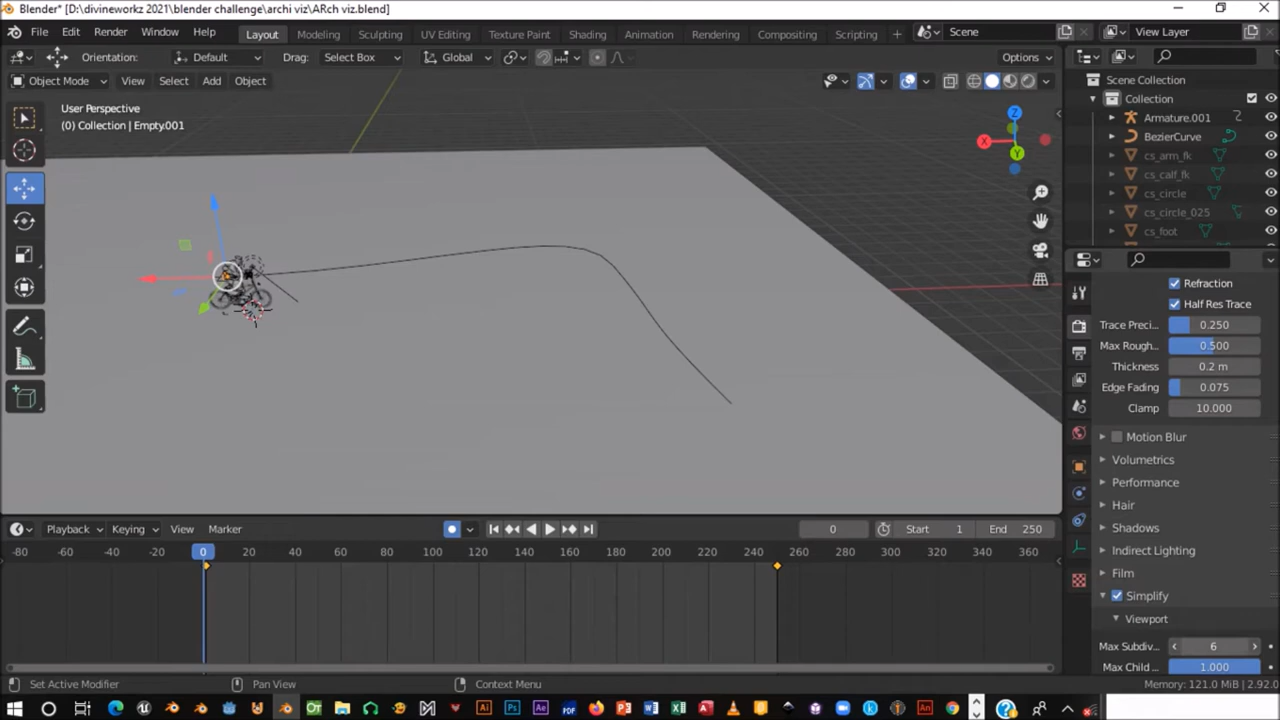 Blender* [D:\divineworkz 2021\blender challenge\archi viz\ARch viz.blend]
File Edit Render Window Help Layout Modeling Sculpting UV Editing Texture Paint Shading Animation Rendering Compositing Scripting Scene View Layer
Orientation: Default Drag: Select Box Global Options
Object Mode View Select Add Object
User Perspective
(0) Collection | Empty.001
X
Y
Z
Scene Collection
Collection
Armature.001
BezierCurve
cs_arm_fk
cs_calf_fk
cs_circle
cs_circle_025
cs_foot
Refraction
Half Res Trace
Trace Preci... 0.250
Max Rough... 0.500
Thickness 0.2 m
Edge Fading 0.075
Clamp 10.000
Motion Blur
Volumetrics
Performance
Hair
Shadows
Indirect Lighting
Film
Simplify
Viewport
Max Subdiv... 6
Max Child ... 1.000
Playback Keying View Marker 0 Start 1 End 250
-80 -60 -40 -20 0 20 40 60 80 100 120 140 160 180 200 220 240 260 280 300 320 340 360
Set Active Modifier Pan View Context Menu Memory: 121.0 MiB | 2.92.0